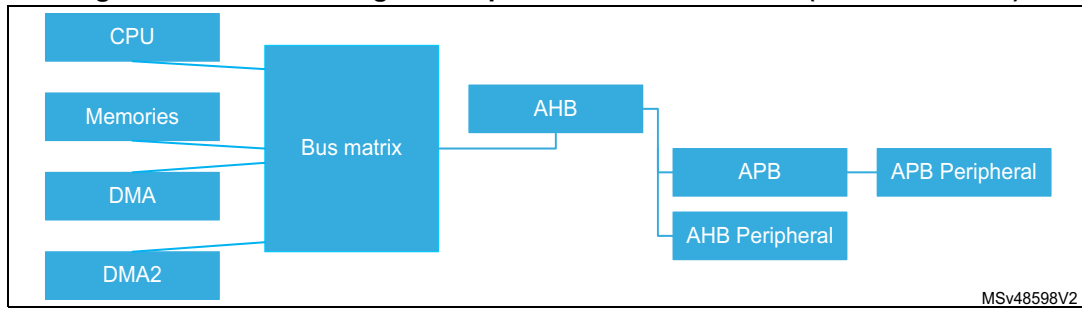 CPU
Memories
DMA
DMA2
Bus matrix
AHB
APB
APB Peripheral
AHB Peripheral
MSv48598V2